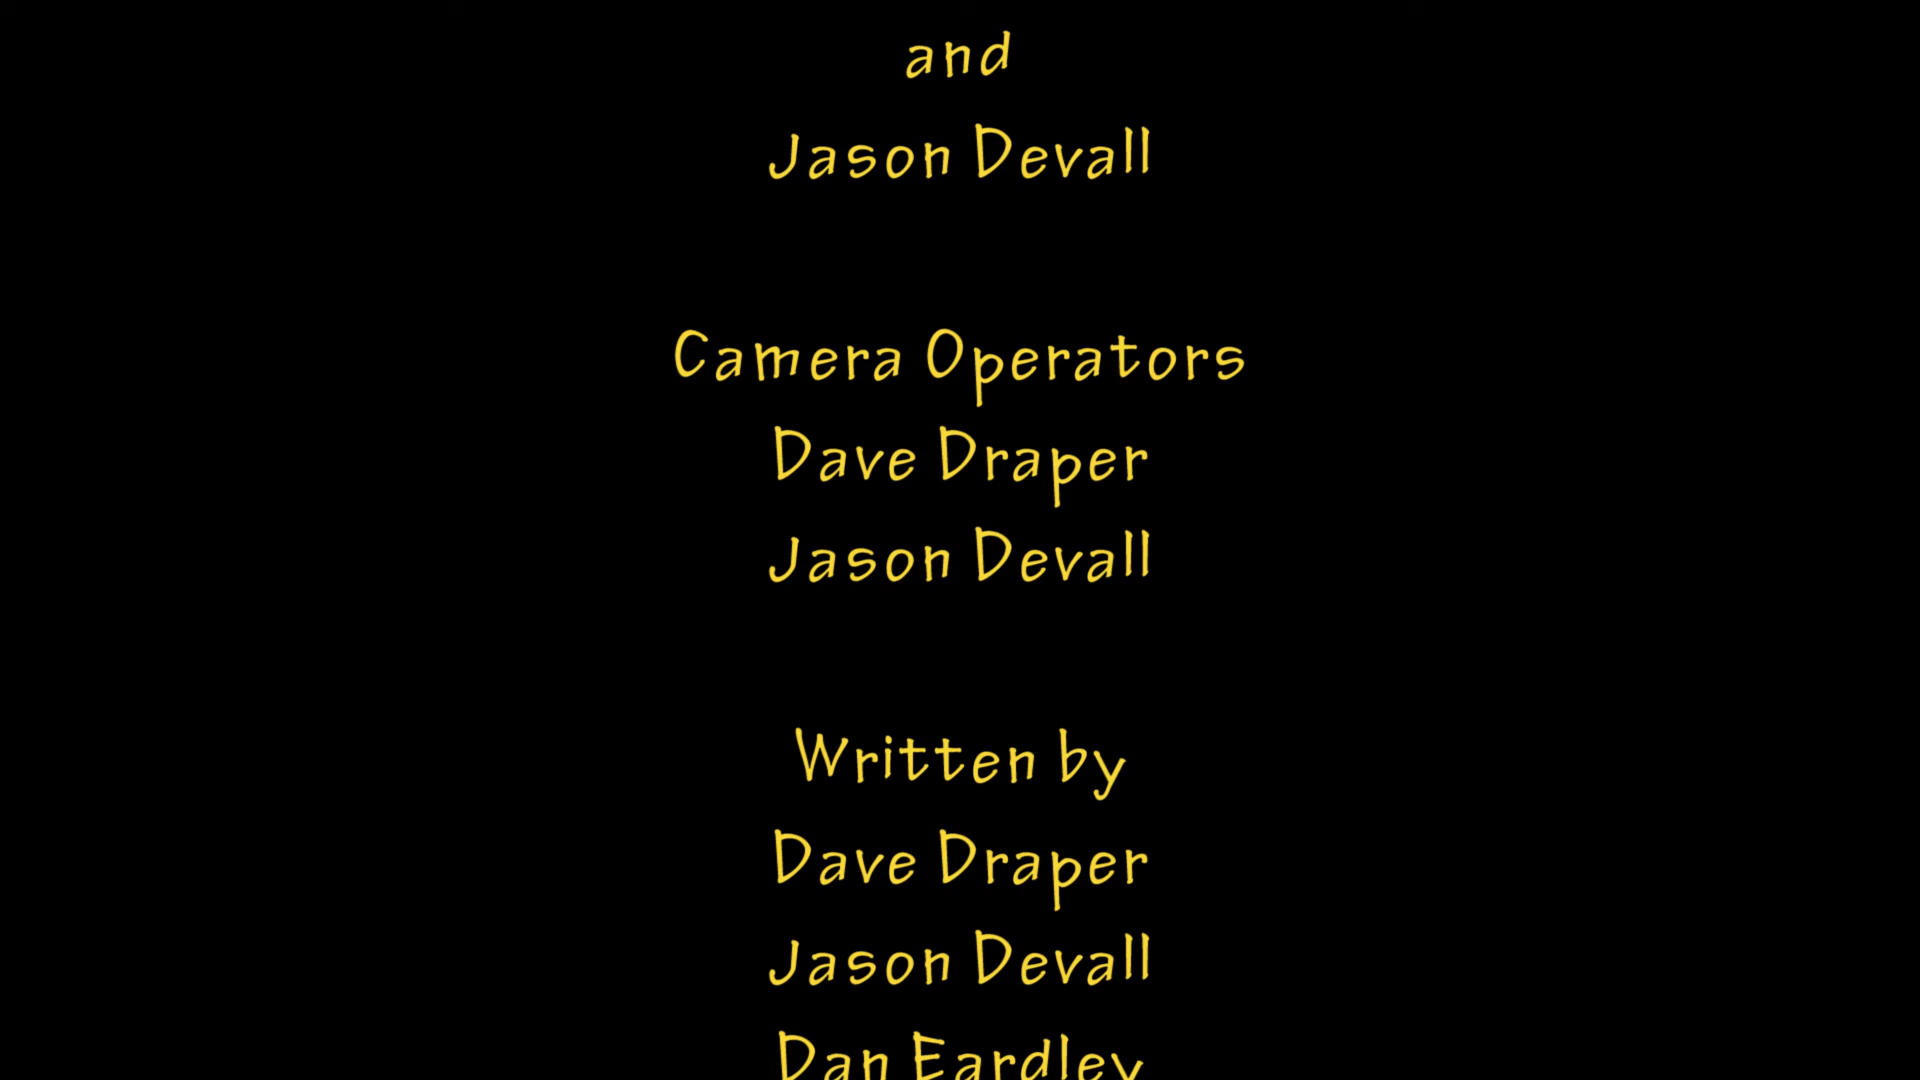 and
Jason Devall
Camera Operators
Dave Draper
Jason Devall
Written by
Dave Draper
Jason Devall
Dan Eardley